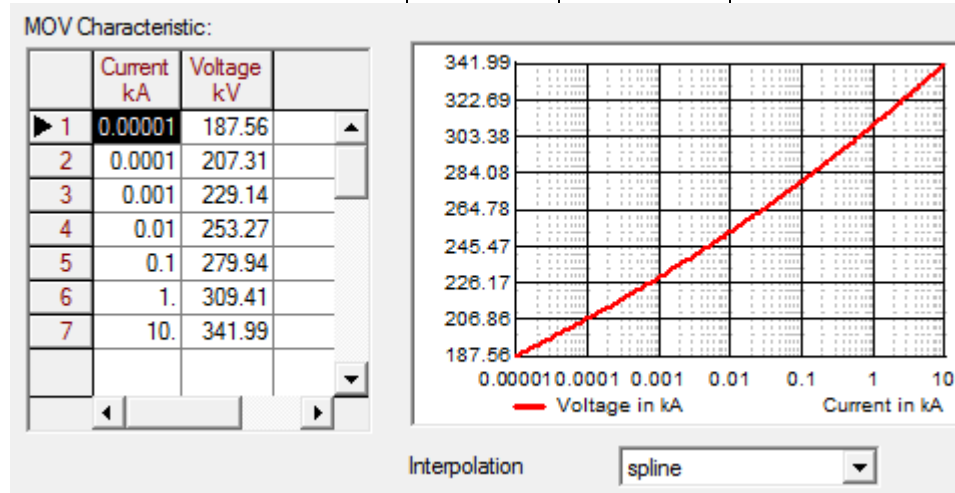 MOV Characteristic:
Current kA Voltage kV
1 0.00001 187.56
2 0.0001 207.31
3 0.001 229.14
4 0.01 253.27
5 0.1 279.94
6 1. 309.41
7 10. 341.99
341.99
322.69
303.38
284.08
264.78
245.47
226.17
206.86
187.56
0.00001 0.0001 0.001 0.01 0.1 1 10
Voltage in kA Current in kA
Interpolation spline